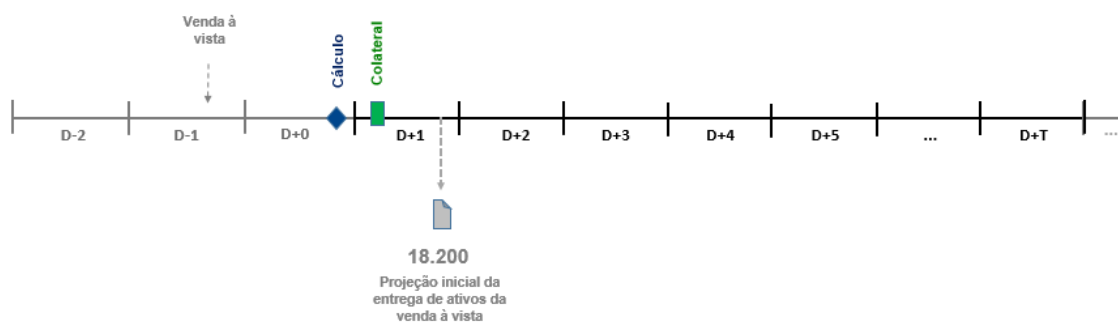 Venda à
vista
Cálculo
Colateral
D-2
D-1
D+0
D+1
D+2
D+3
D+4
D+5
...
D+T
...
18.200
Projeção inicial da
entrega de ativos da
venda à vista